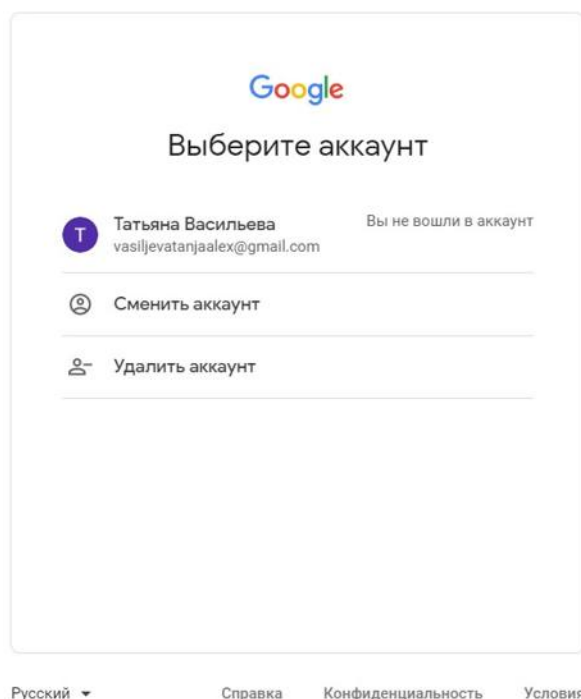 Google
Выберите аккаунт
Т
Татьяна Васильева
Вы не вошли в аккаунт
vasiljevatanjaalex@gmail.com
Сменить аккаунт
Удалить аккаунт
Русский
Справка
Конфиденциальность
Условия